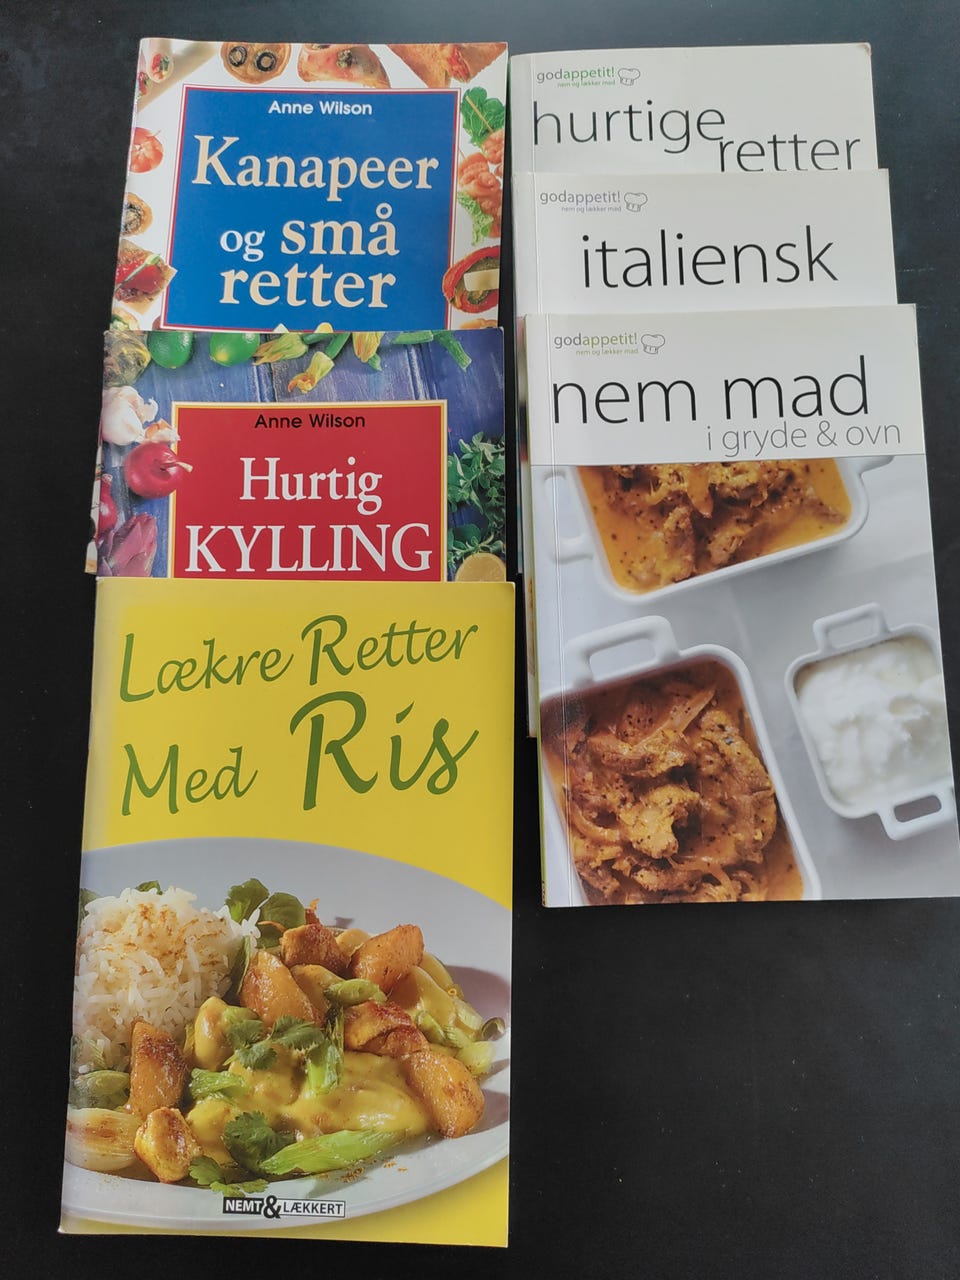 Anne Wilson
Kanapeer
og små
retter
Anne Wilson
Hurtig
KYLLING
Lækre Retter
Med Ris
NEMT & LÆKKERT
godappetit!
nem og lækker mad
hurtige
retter
godappetit!
nem og lækker mad
italiensk
godappetit!
nem og lækker mad
nem mad
i gryde & ovn